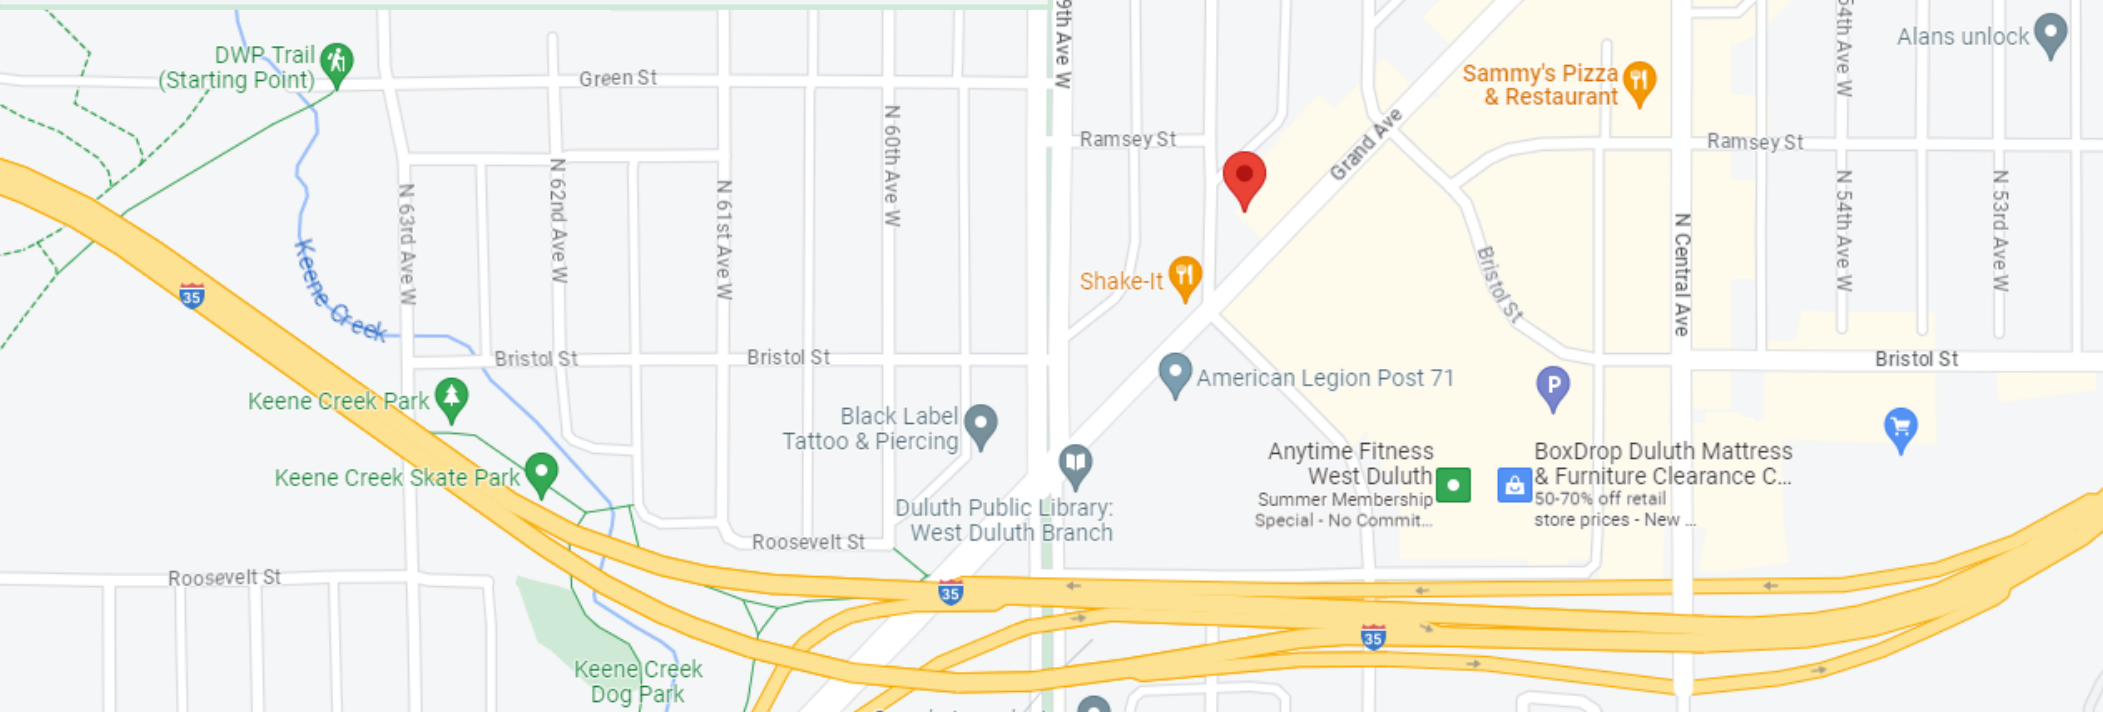 DWP Trail
(Starting Point)
Green St
9th Ave W
Ramsey St
Grand Ave
Sammy's Pizza
& Restaurant
Ramsey St
54th Ave W
Alans unlock
N 63rd Ave W
N 62nd Ave W
N 61st Ave W
N 60th Ave W
N Central Ave
N 54th Ave W
N 53rd Ave W
35
Keene Creek
Shake-It
Bristol St
Bristol St
Bristol St
Bristol St
American Legion Post 71
P
Keene Creek Park
Black Label
Tattoo & Piercing
Keene Creek Skate Park
Duluth Public Library:
West Duluth Branch
Anytime Fitness
West Duluth
Summer Membership
Special - No Commit...
BoxDrop Duluth Mattress
& Furniture Clearance C...
50-70% off retail
store prices - New ...
Roosevelt St
Roosevelt St
35
35
Keene Creek
Dog Park